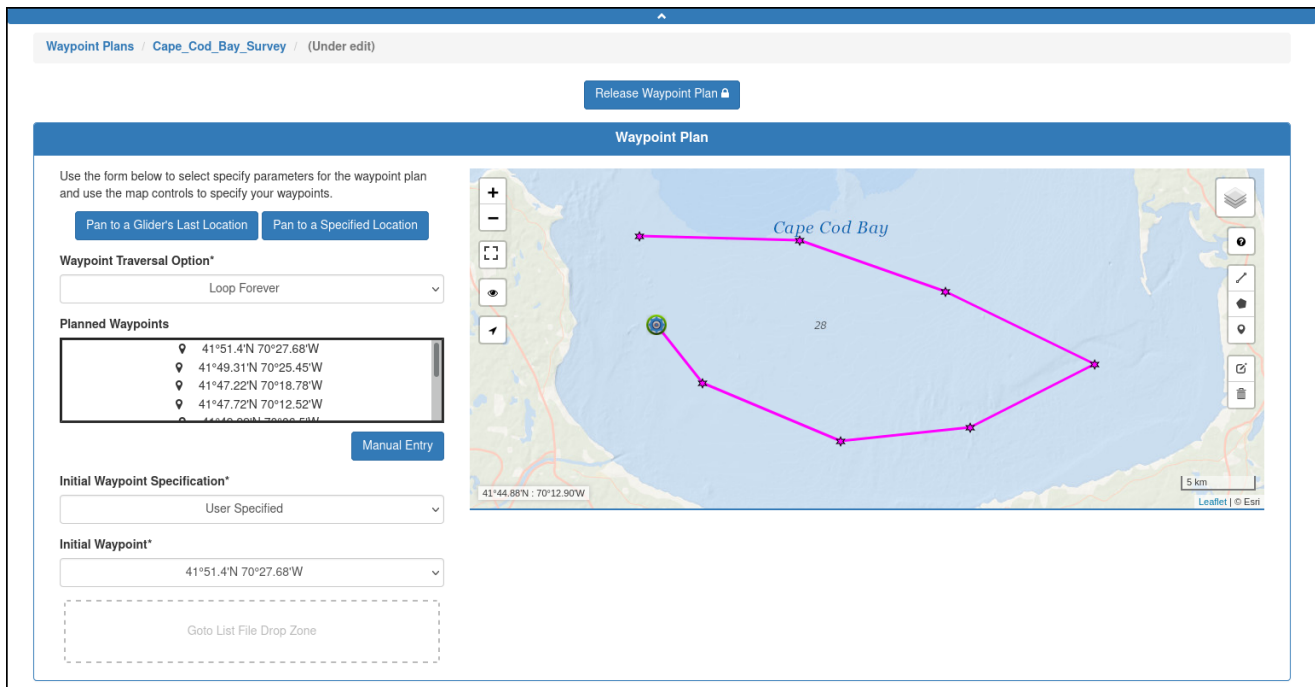 Waypoint Plans / Cape_Cod_Bay_Survey / (Under edit)
Release Waypoint Plan
Waypoint Plan
Use the form below to select specify parameters for the waypoint plan
and use the map controls to specify your waypoints.
Pan to a Glider's Last Location
Pan to a Specified Location
Waypoint Traversal Option*
Loop Forever
Planned Waypoints
41°51.4'N 70°27.68'W
41°49.31'N 70°25.45'W
41°47.22'N 70°18.78'W
41°47.72'N 70°12.52'W
Manual Entry
Initial Waypoint Specification*
User Specified
Initial Waypoint*
41°51.4'N 70°27.68'W
Goto List File Drop Zone
+
−
Cape Cod Bay
28
41°44.88'N : 70°12.90'W
5 km
Leaflet | © Esri